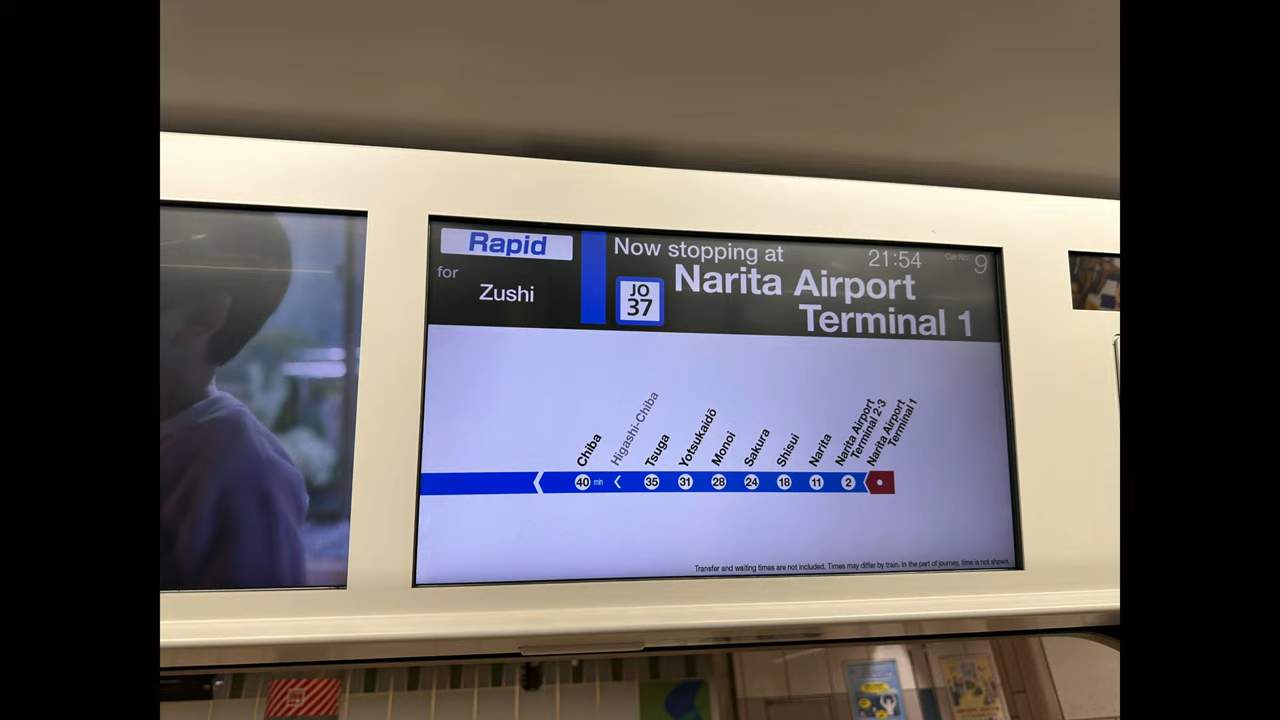 Rapid
for
Zushi
Now stopping at
21:54
Car No. 9
JO
37
Narita Airport
Terminal 1
Chiba
Higashi-Chiba
Tsuga
Yotsukaidō
Monoi
Sakura
Shisui
Narita
Narita Airport
Terminal 2·3
Narita Airport
Terminal 1
40 min 35 31 28 24 18 11 2
Transfer and waiting times are not included. Times may differ by train. In the part of journey, time is not shown.